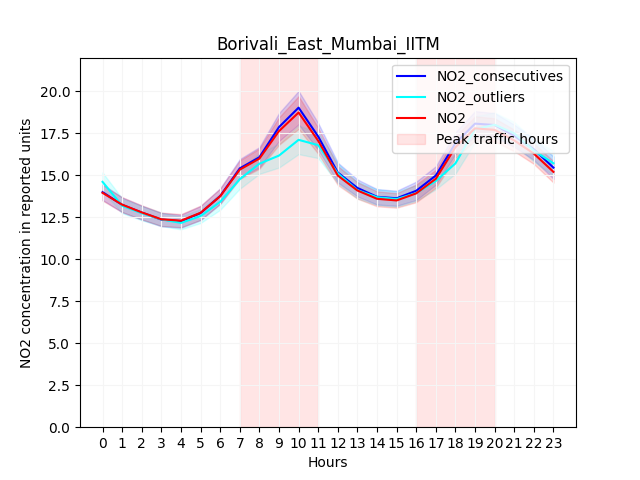 Borivali_East_Mumbai_IITM
NO2_consecutives
NO2_outliers
NO2
Peak traffic hours
NO2 concentration in reported units
20.0
17.5
15.0
12.5
10.0
7.5
5.0
2.5
0.0
0 1 2 3 4 5 6 7 8 9 10 11 12 13 14 15 16 17 18 19 20 21 22 23
Hours